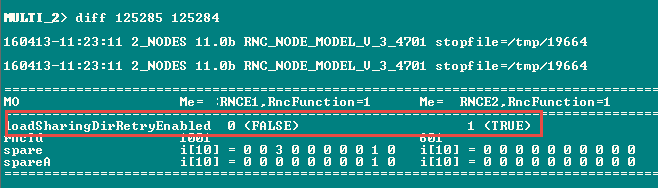 MULTI_2> diff 125285 125284
160413-11:23:11 2_NODES 11.0b RNC_NODE_MODEL_V_3_4701 stopfile=/tmp/19664
160413-11:23:11 2_NODES 11.0b RNC_NODE_MODEL_V_3_4701 stopfile=/tmp/19664
MO Me= RNCE1,RncFunction=1 Me= RNCE2,RncFunction=1
loadSharingDirRetryEnabled 0 (FALSE) 1 (TRUE)
rncId 1001 601
spare i[10] = 0 0 3 0 0 0 0 0 1 0 i[10] = 0 0 0 0 0 0 0 0 0 0
spareA i[10] = 0 0 0 0 0 0 0 0 1 0 i[10] = 0 0 0 0 0 0 0 0 0 0